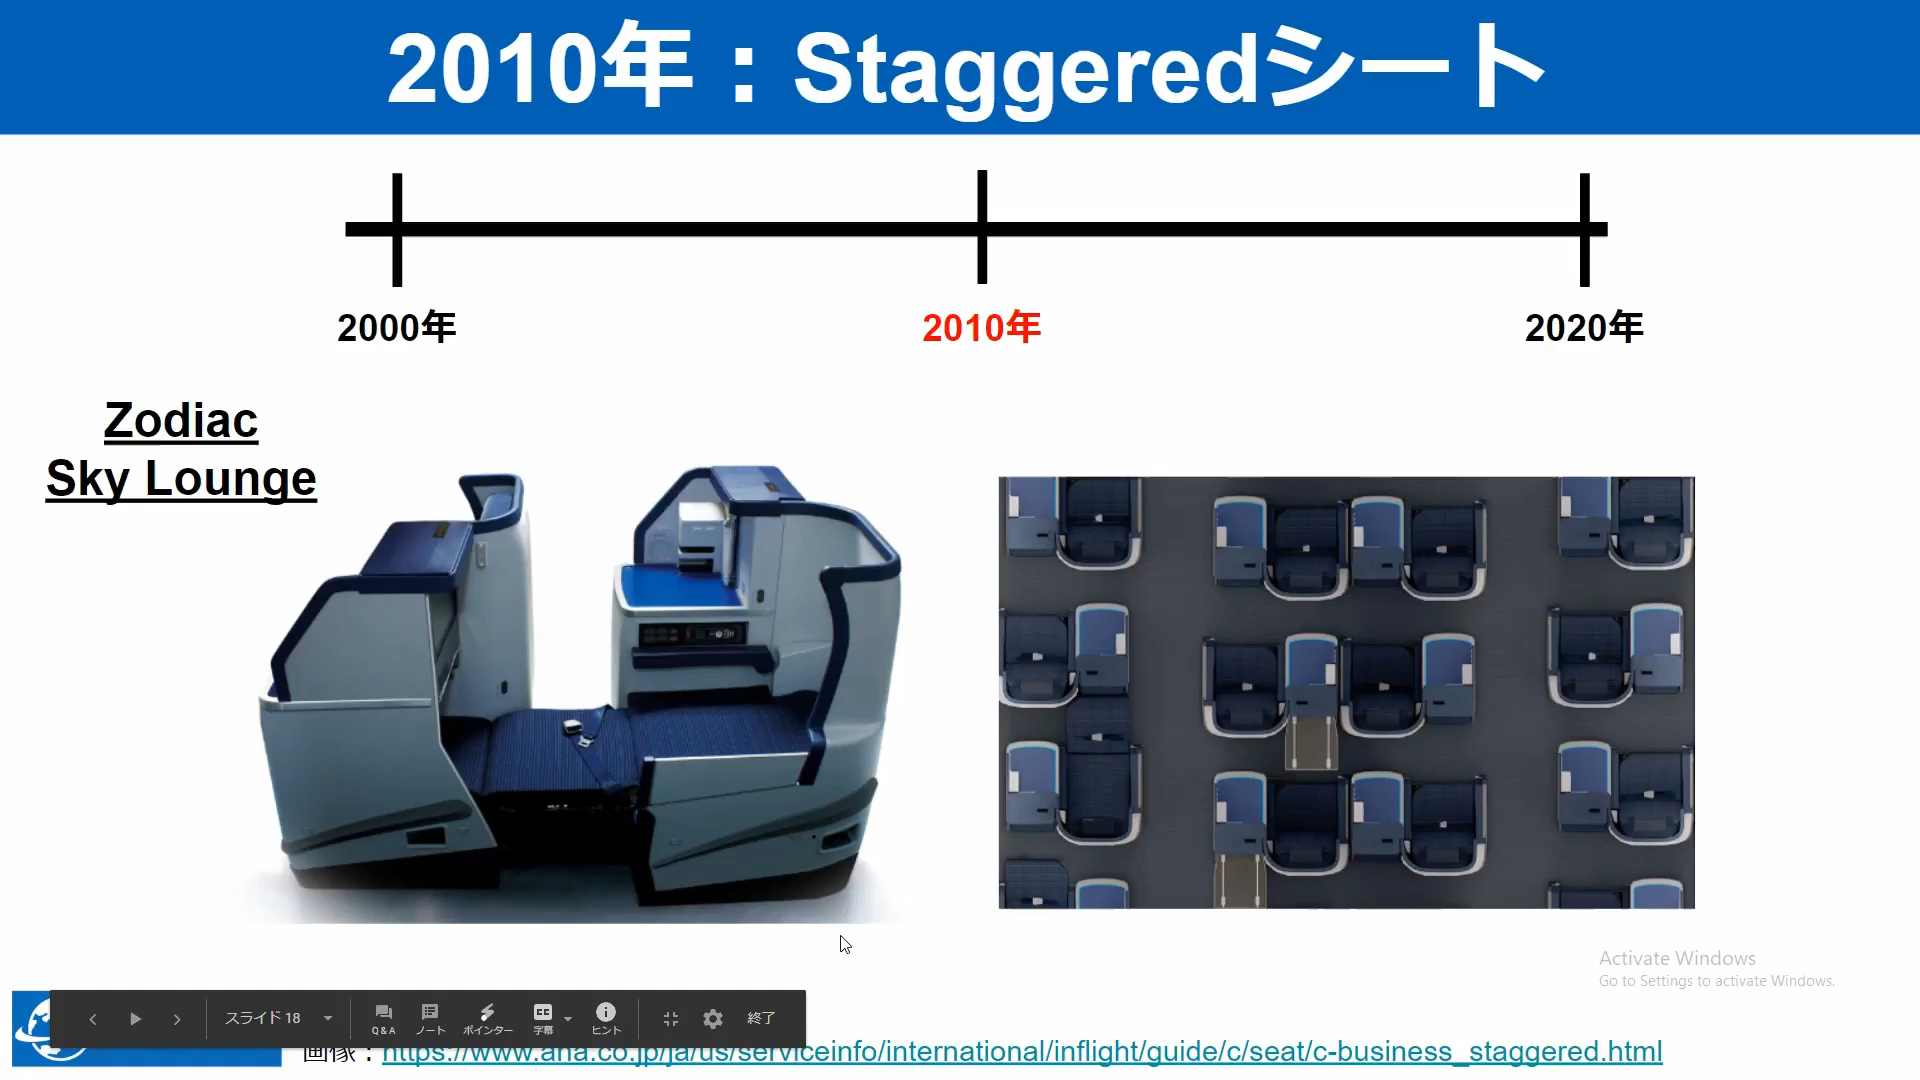 2010年：Staggeredシート
2000年
2010年
2020年
Zodiac
Sky Lounge
Activate Windows
Go to Settings to activate Windows.
スライド 18
Q&A
ノート
ポインター
字幕
ヒント
終了
画像：https://www.ana.co.jp/ja/us/serviceinfo/international/inflight/guide/c/seat/c-business_staggered.html